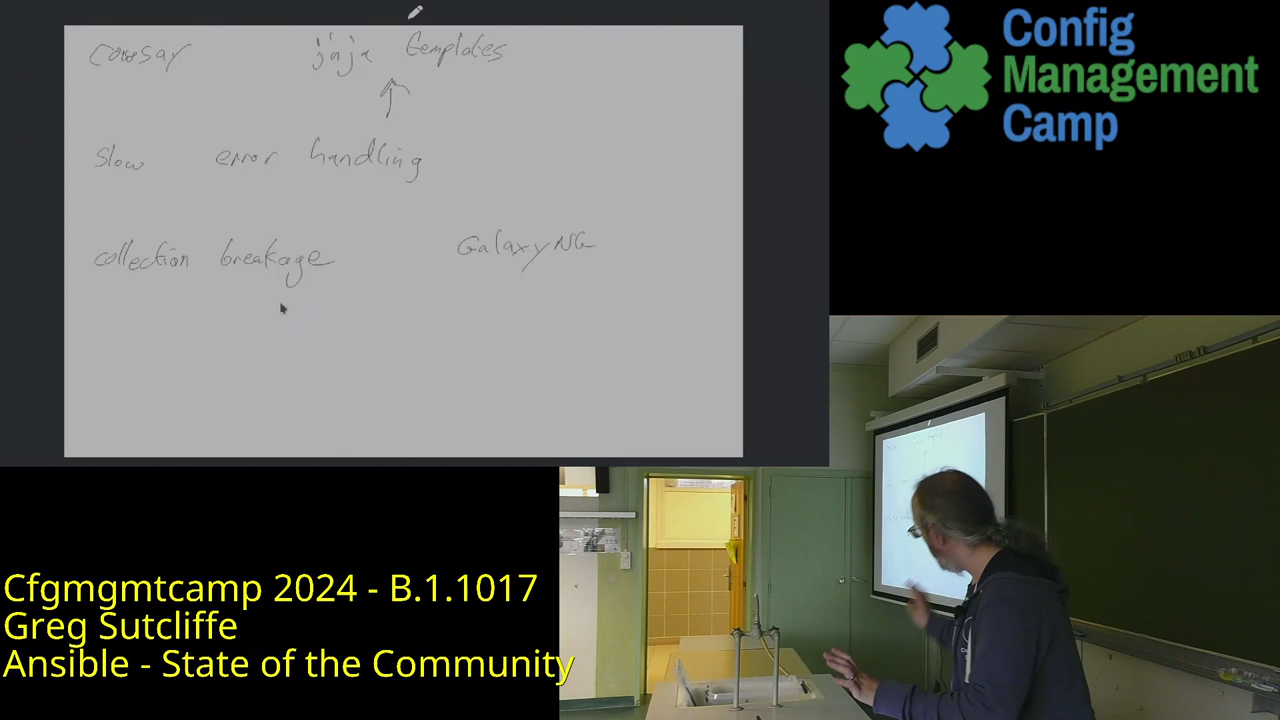 cowsay jinja templates
slow error handling
collection breakage GalaxyNG
Config
Management
Camp
Cfgmgmtcamp 2024 - B.1.1017
Greg Sutcliffe
Ansible - State of the Community